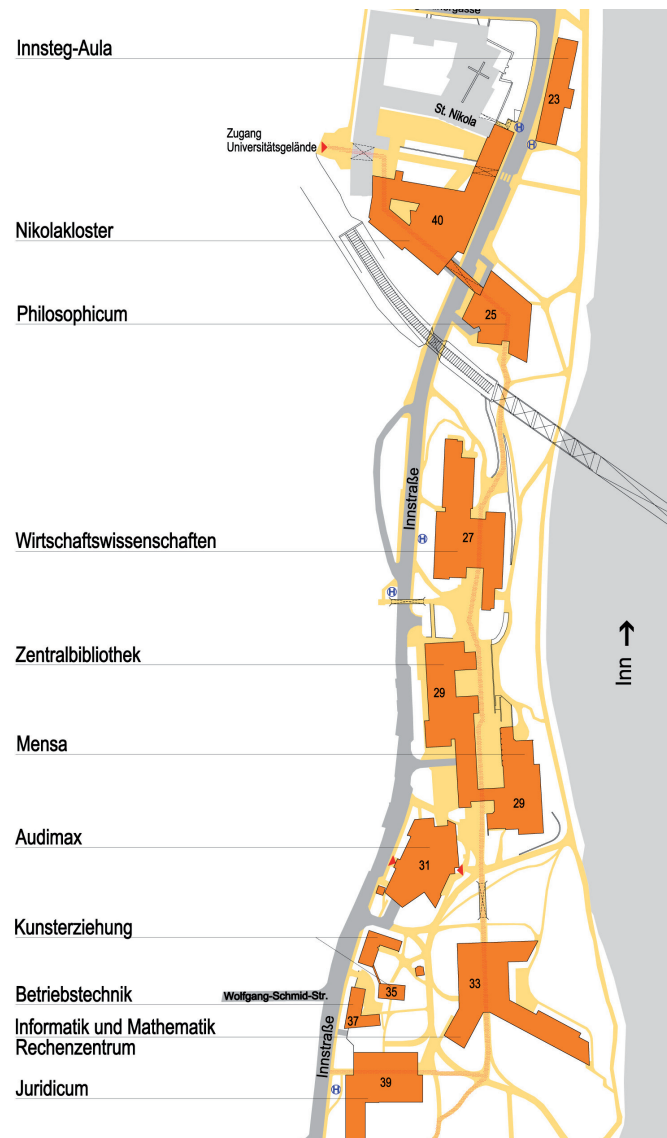 Innsteg-Aula
23
St. Nikola
H
H
Zugang
Universitätsgelände
40
Nikolakloster
25
Philosophicum
Innstraße
27
Wirtschaftswissenschaften
H
H
Zentralbibliothek
Inn →
29
Mensa
29
Audimax
31
Kunsterziehung
33
35
Betriebstechnik
Wolfgang-Schmid-Str.
37
Informatik und Mathematik
Rechenzentrum
Innstraße
39
Juridicum
H